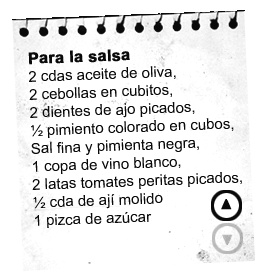 Para la salsa
2 cdas aceite de oliva,
2 cebollas en cubitos,
2 dientes de ajo picados,
½ pimiento colorado en cubos,
Sal fina y pimienta negra,
1 copa de vino blanco,
2 latas tomates peritas picados,
½ cda de ají molido
1 pizca de azúcar